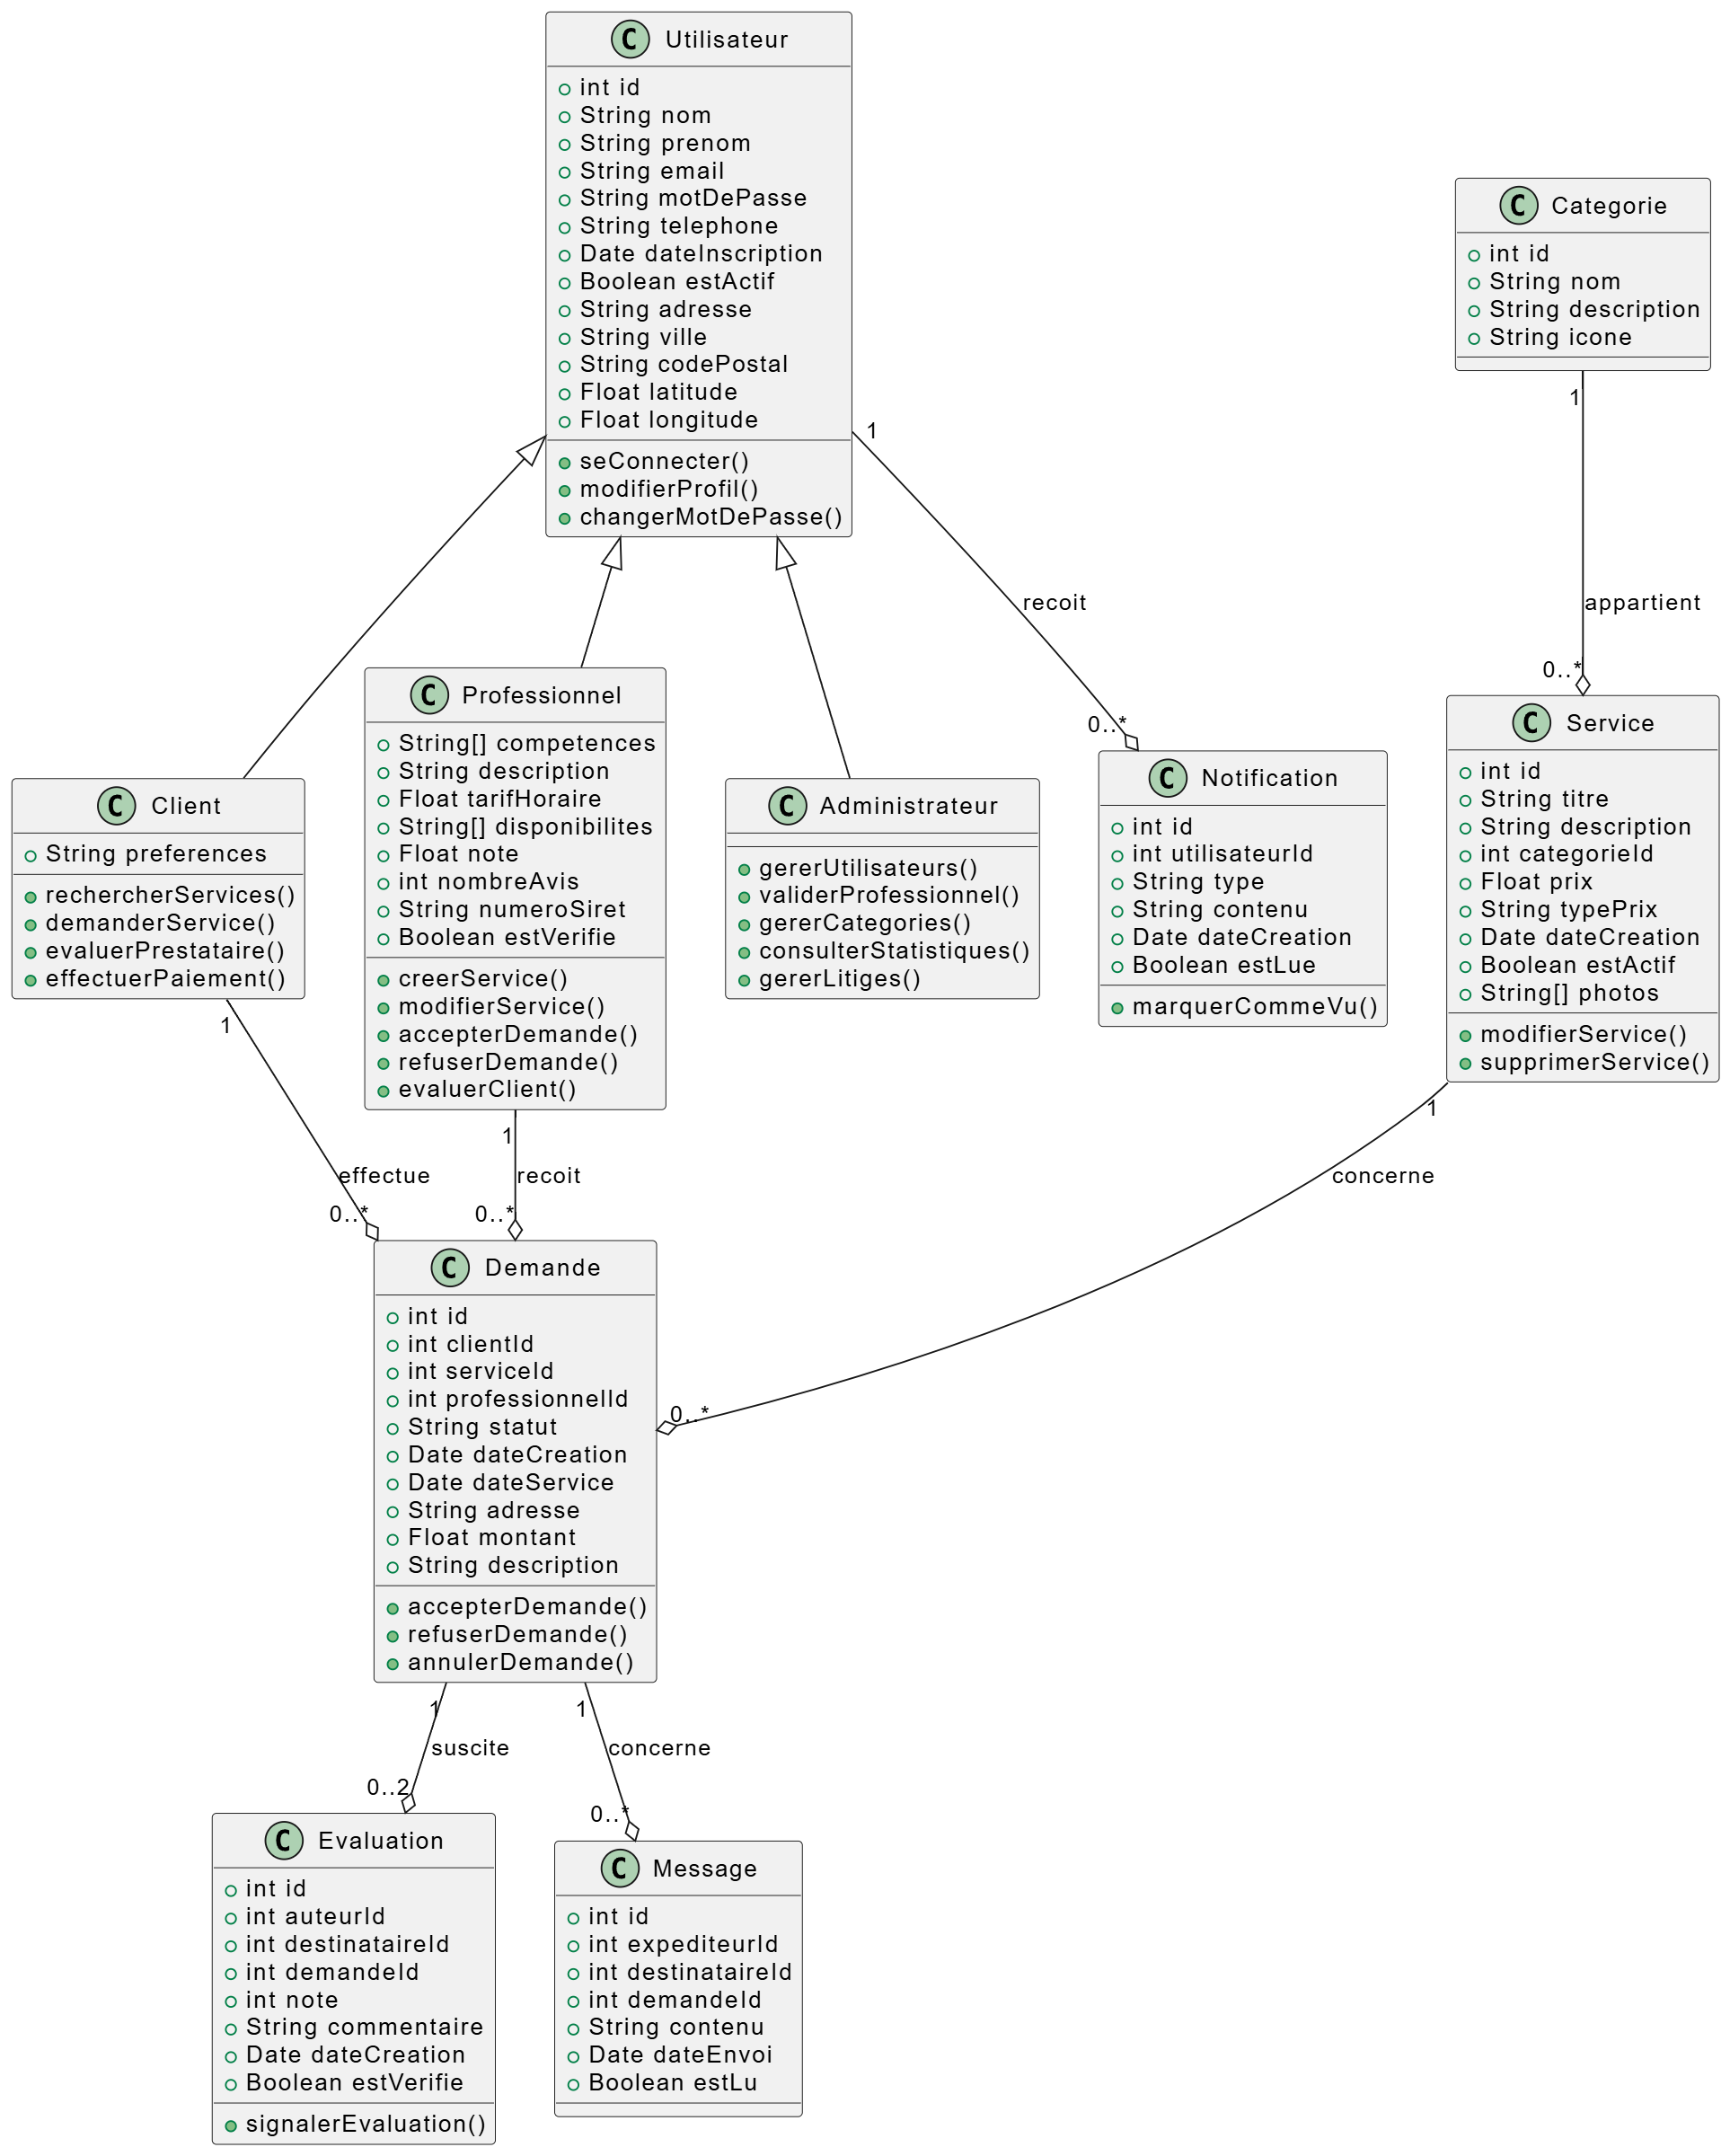 C Utilisateur
int id
String nom
String prenom
String email
String motDePasse
String telephone
Date dateInscription
Boolean estActif
String adresse
String ville
String codePostal
Float latitude
Float longitude
seConnecter()
modifierProfil()
changerMotDePasse()
C Categorie
int id
String nom
String description
String icone
1
recoit
0..*
1
appartient
0..*
C Client
String preferences
rechercherServices()
demanderService()
evaluerPrestataire()
effectuerPaiement()
C Professionnel
String[] competences
String description
Float tarifHoraire
String[] disponibilites
Float note
int nombreAvis
String numeroSiret
Boolean estVerifie
creerService()
modifierService()
accepterDemande()
refuserDemande()
evaluerClient()
C Administrateur
gererUtilisateurs()
validerProfessionnel()
gererCategories()
consulterStatistiques()
gererLitiges()
C Notification
int id
int utilisateurId
String type
String contenu
Date dateCreation
Boolean estLue
marquerCommeVu()
C Service
int id
String titre
String description
int categorieId
Float prix
String typePrix
Date dateCreation
Boolean estActif
String[] photos
modifierService()
supprimerService()
1
effectue
0..*
1
recoit
0..*
1
concerne
0..*
C Demande
int id
int clientId
int serviceId
int professionnelId
String statut
Date dateCreation
Date dateService
String adresse
Float montant
String description
accepterDemande()
refuserDemande()
annulerDemande()
1
suscite
0..2
1
concerne
0..*
C Evaluation
int id
int auteurId
int destinataireId
int demandeId
int note
String commentaire
Date dateCreation
Boolean estVerifie
signalerEvaluation()
C Message
int id
int expediteurId
int destinataireId
int demandeId
String contenu
Date dateEnvoi
Boolean estLu